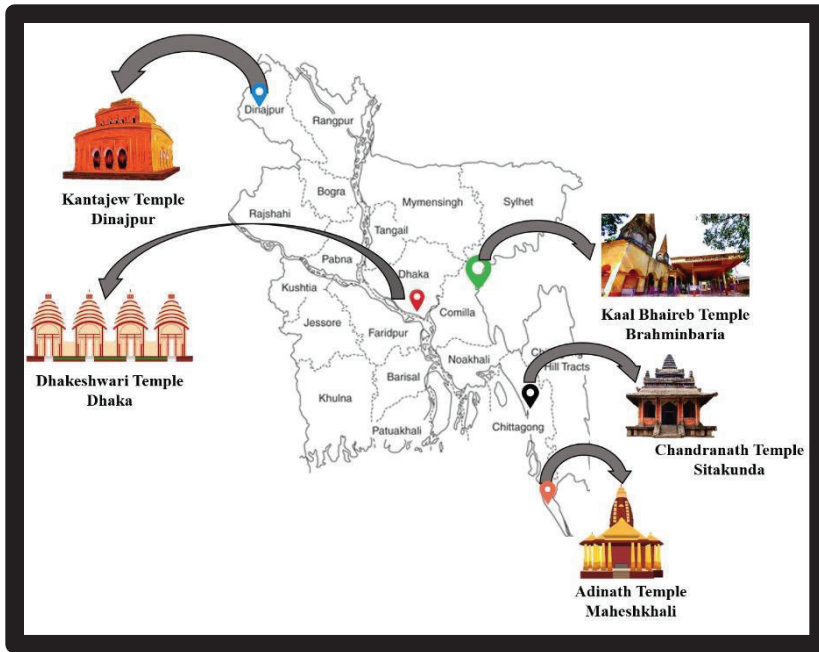 Dinajpur
Rangpur
Kantajew Temple
Dinajpur
Bogra
Rajshahi
Mymensingh
Sylhet
Tangail
Pabna
Dhaka
Kushtia
Comilla
Kaal Bhaireb Temple
Brahminbaria
Jessore
Faridpur
Dhakeshwari Temple
Dhaka
Noakhali
Hill Tracts
Khulna
Barisal
Patuakhali
Chittagong
Chandranath Temple
Sitakunda
Adinath Temple
Maheshkhali